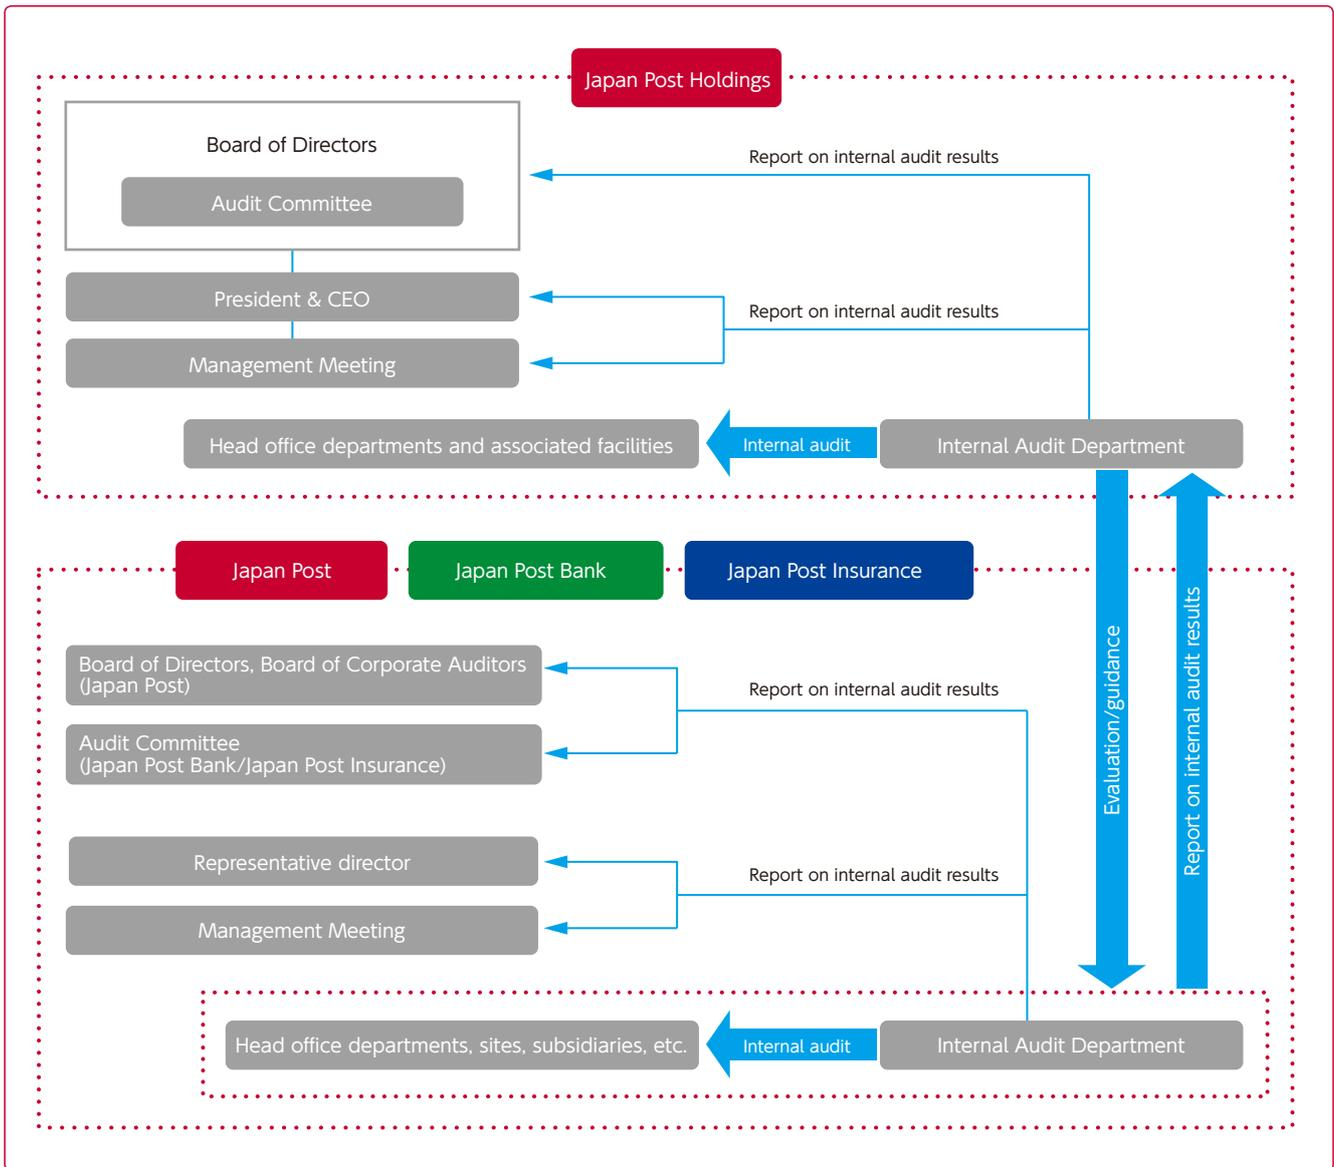 Japan Post Holdings
Board of Directors
Audit Committee
Report on internal audit results
President & CEO
Report on internal audit results
Management Meeting
Head office departments and associated facilities
Internal audit
Internal Audit Department
Japan Post
Japan Post Bank
Japan Post Insurance
Evaluation/guidance
Report on internal audit results
Board of Directors, Board of Corporate Auditors
(Japan Post)
Report on internal audit results
Audit Committee
(Japan Post Bank/Japan Post Insurance)
Representative director
Report on internal audit results
Management Meeting
Head office departments, sites, subsidiaries, etc.
Internal audit
Internal Audit Department